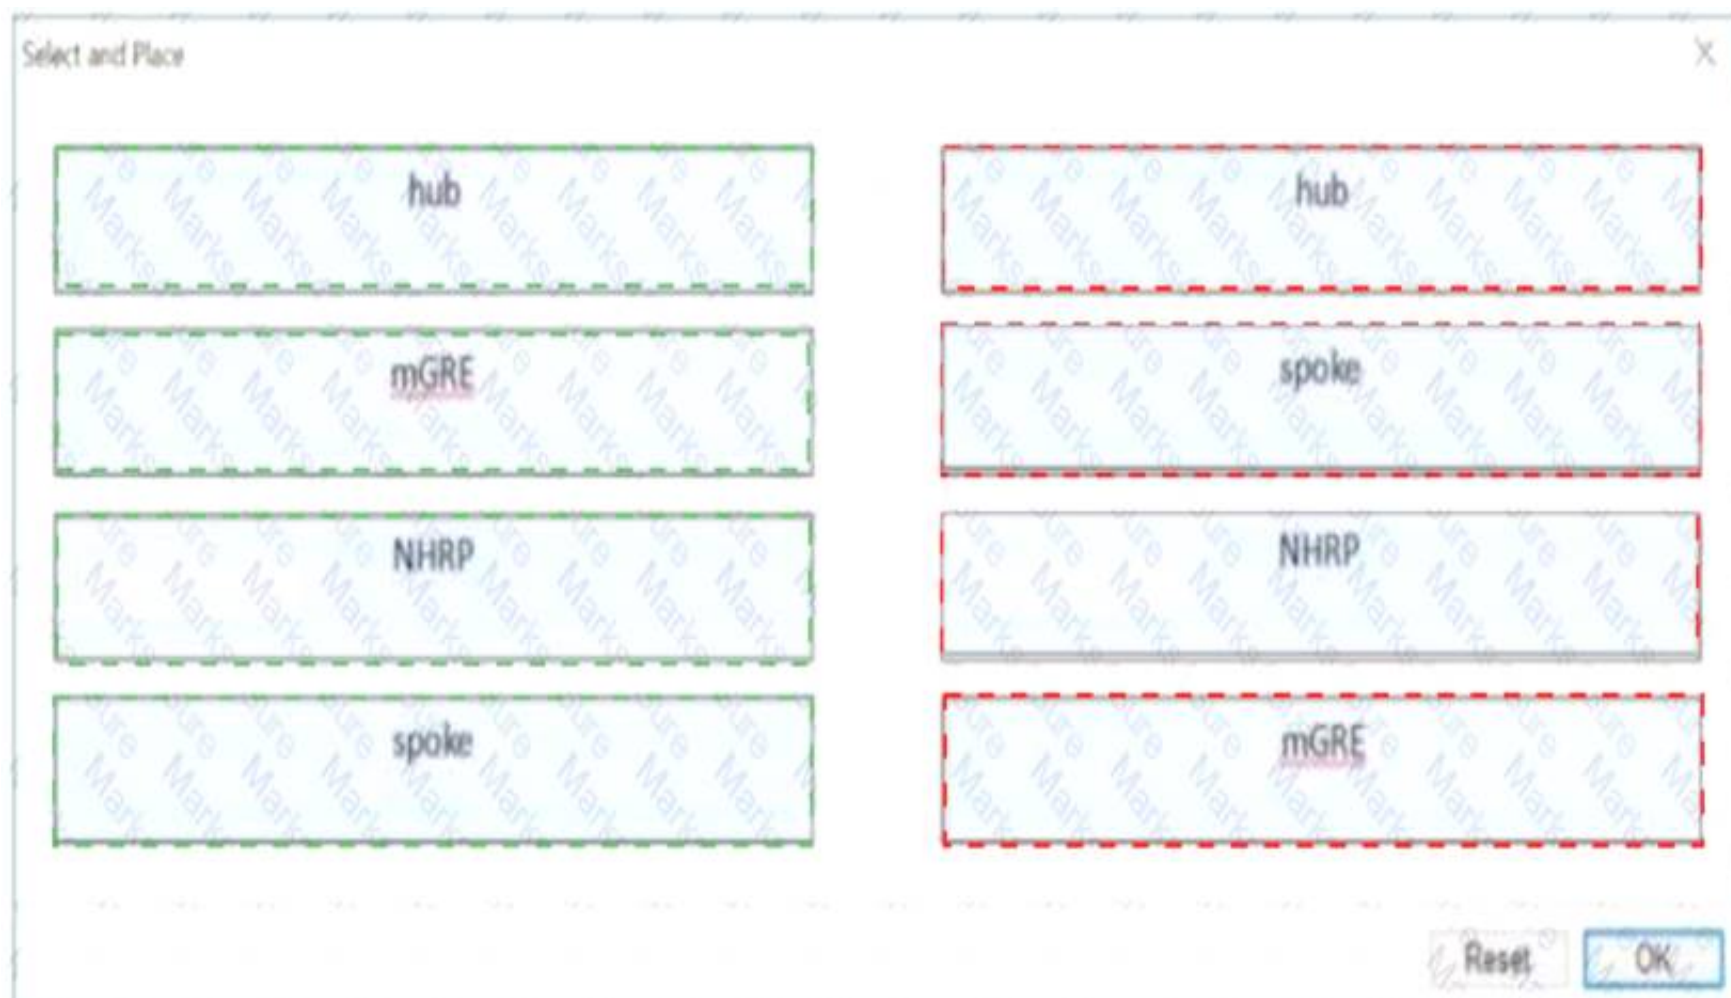 Select and Place X
hub hub
mGRE spoke
NHRP NHRP
spoke mGRE
Reset OK